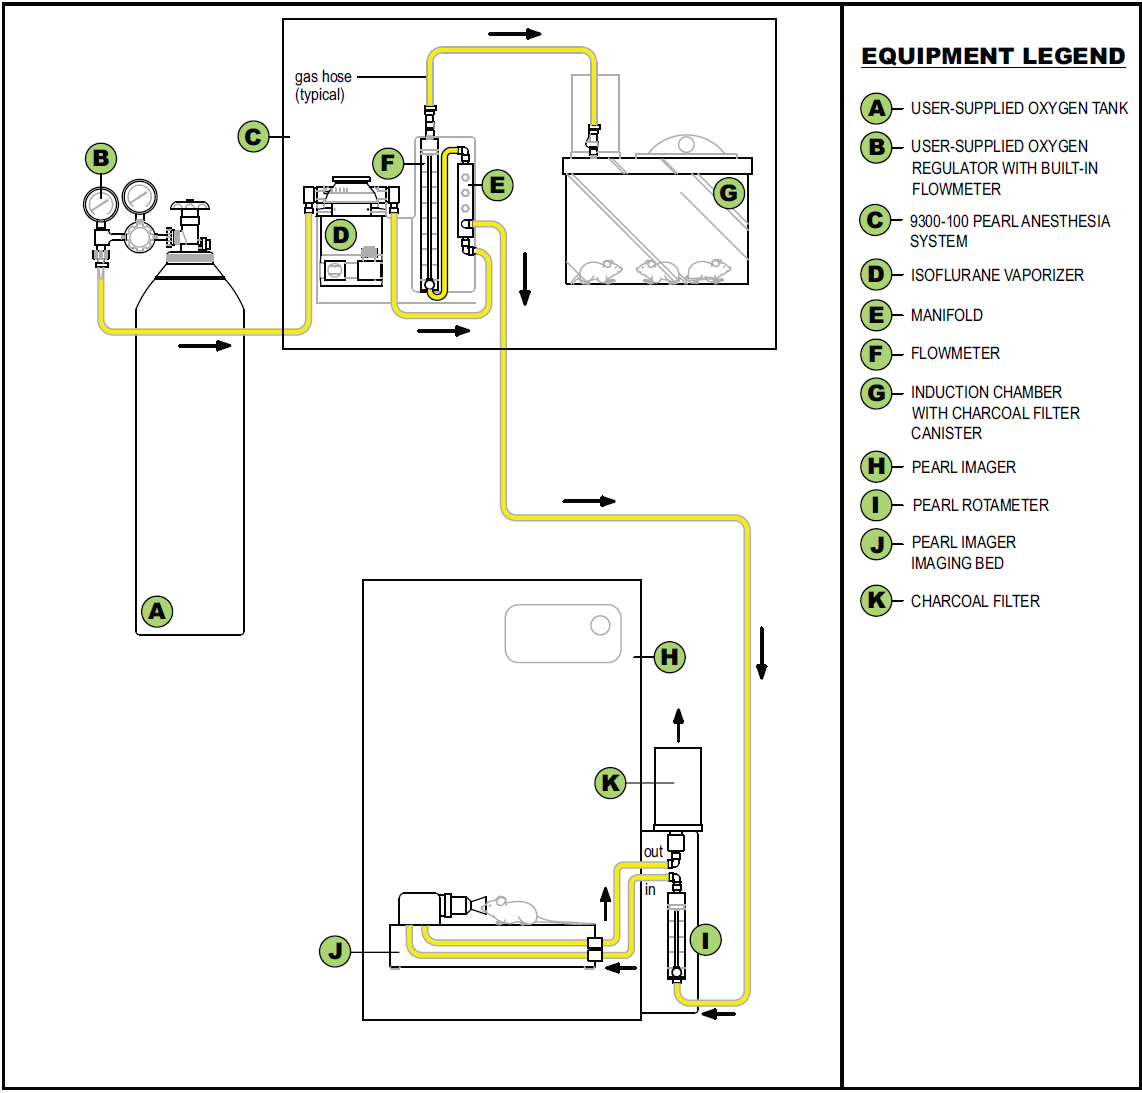 gas hose
(typical)
C
B
F
E
D
G
A
H
K
out
in
J
I
EQUIPMENT LEGEND
A USER-SUPPLIED OXYGEN TANK
B USER-SUPPLIED OXYGEN
REGULATOR WITH BUILT-IN
FLOWMETER
C 9300-100 PEARL ANESTHESIA
SYSTEM
D ISOFLURANE VAPORIZER
E MANIFOLD
F FLOWMETER
G INDUCTION CHAMBER
WITH CHARCOAL FILTER
CANISTER
H PEARL IMAGER
I PEARL ROTAMETER
J PEARL IMAGER
IMAGING BED
K CHARCOAL FILTER